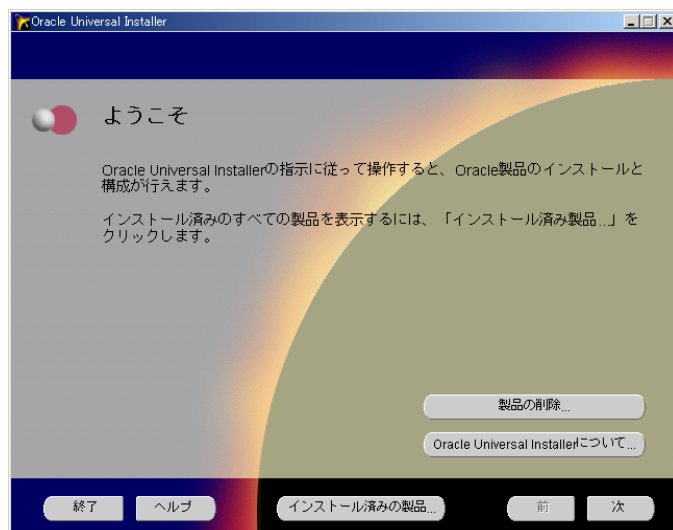 Oracle Universal Installer
ようこそ
Oracle Universal Installerの指示に従って操作すると、Oracle製品のインストールと
構成が行えます。
インストール済みのすべての製品を表示するには、「インストール済み製品...」を
クリックします。
製品の削除...
Oracle Universal Installerについて...
終了 ヘルプ インストール済みの製品... 前 次